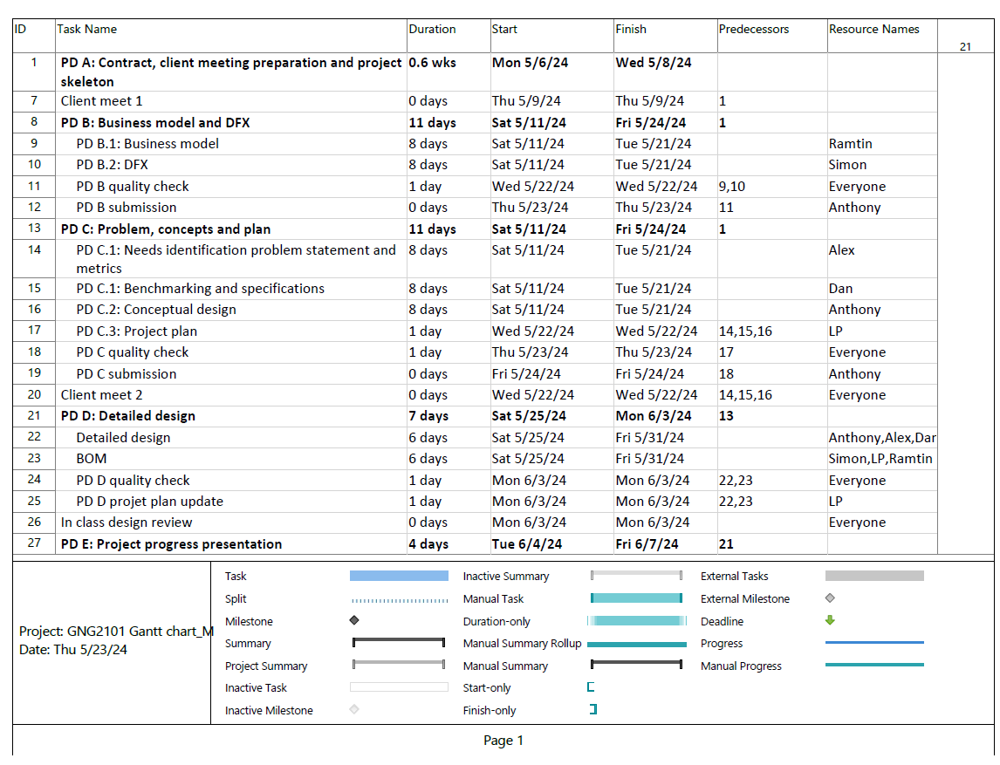 ID Task Name Duration Start Finish Predecessors Resource Names
21
1 PD A: Contract, client meeting preparation and project 0.6 wks Mon 5/6/24 Wed 5/8/24
skeleton
7 Client meet 1 0 days Thu 5/9/24 Thu 5/9/24 1
8 PD B: Business model and DFX 11 days Sat 5/11/24 Fri 5/24/24 1
9 PD B.1: Business model 8 days Sat 5/11/24 Tue 5/21/24 Ramtin
10 PD B.2: DFX 8 days Sat 5/11/24 Tue 5/21/24 Simon
11 PD B quality check 1 day Wed 5/22/24 Wed 5/22/24 9,10 Everyone
12 PD B submission 0 days Thu 5/23/24 Thu 5/23/24 11 Anthony
13 PD C: Problem, concepts and plan 11 days Sat 5/11/24 Fri 5/24/24 1
14 PD C.1: Needs identification problem statement and 8 days Sat 5/11/24 Tue 5/21/24 Alex
metrics
15 PD C.1: Benchmarking and specifications 8 days Sat 5/11/24 Tue 5/21/24 Dan
16 PD C.2: Conceptual design 8 days Sat 5/11/24 Tue 5/21/24 Anthony
17 PD C.3: Project plan 1 day Wed 5/22/24 Wed 5/22/24 14,15,16 LP
18 PD C quality check 1 day Thu 5/23/24 Thu 5/23/24 17 Everyone
19 PD C submission 0 days Fri 5/24/24 Fri 5/24/24 18 Anthony
20 Client meet 2 0 days Wed 5/22/24 Wed 5/22/24 14,15,16 Everyone
21 PD D: Detailed design 7 days Sat 5/25/24 Mon 6/3/24 13
22 Detailed design 6 days Sat 5/25/24 Fri 5/31/24 Anthony,Alex,Dar
23 BOM 6 days Sat 5/25/24 Fri 5/31/24 Simon,LP,Ramtin
24 PD D quality check 1 day Mon 6/3/24 Mon 6/3/24 22,23 Everyone
25 PD D projet plan update 1 day Mon 6/3/24 Mon 6/3/24 22,23 LP
26 In class design review 0 days Mon 6/3/24 Mon 6/3/24 Everyone
27 PD E: Project progress presentation 4 days Tue 6/4/24 Fri 6/7/24 21
Project: GNG2101 Gantt chart_M
Date: Thu 5/23/24
Task Inactive Summary External Tasks
Split Manual Task External Milestone
Milestone Duration-only Deadline
Summary Manual Summary Rollup Progress
Project Summary Manual Summary Manual Progress
Inactive Task Start-only
Inactive Milestone Finish-only
Page 1